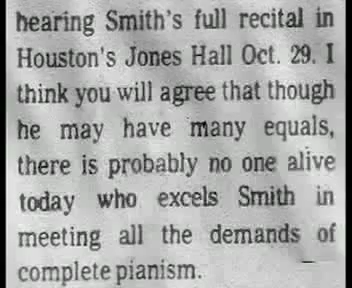 hearing Smith's full recital in
Houston's Jones Hall Oct. 29. I
think you will agree that though
he may have many equals,
there is probably no one alive
today who excels Smith in
meeting all the demands of
complete pianism.